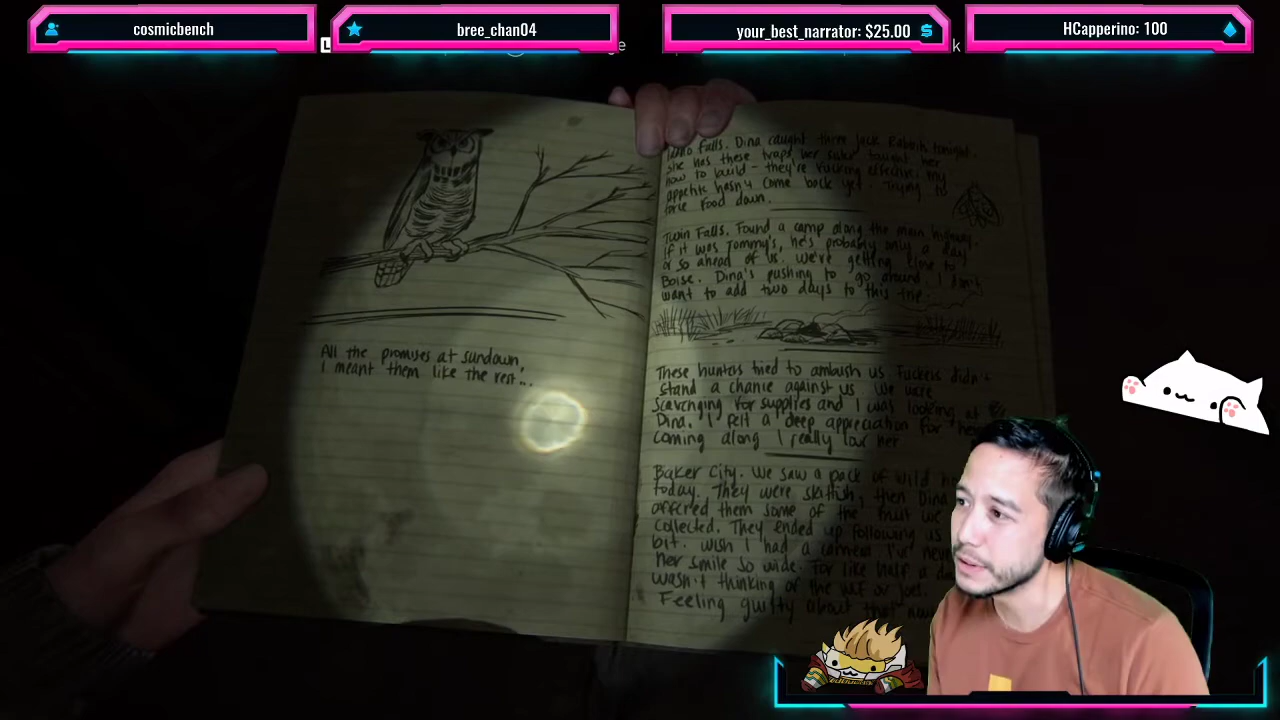 cosmicbench
bree_chan04
your_best_narrator: $25.00
HCapperino: 100
All the promises at sundown,
I meant them like the rest...
Falls. Dina caught three jack Rabbits tonight.
She has these traps her sister taught her
how to build - they're fucking effective. My
appetite hasn't come back yet. Trying to
force food down.
Twin Falls. Found a camp along the main highway.
If it was Tommy's, he's probably only a day
or so ahead of us. We're getting close to
Boise. Dina's pushing to go around. I don't
want to add two days to this trip.
These hunters tried to ambush us. Fuckers didn't
stand a chance against us. We were
scavenging for supplies and I was looking at
Dina. I felt a deep appreciation for her
coming along. I really love her
Baker City. We saw a pack of wild
today. They were skittish, then Dina
offered them some of the fruit we
collected. They ended up following us
bit. Wish I had a camera. I've never
her smile so wide. For like half a
wasn't thinking of the WLF or Joel.
Feeling guilty about that now